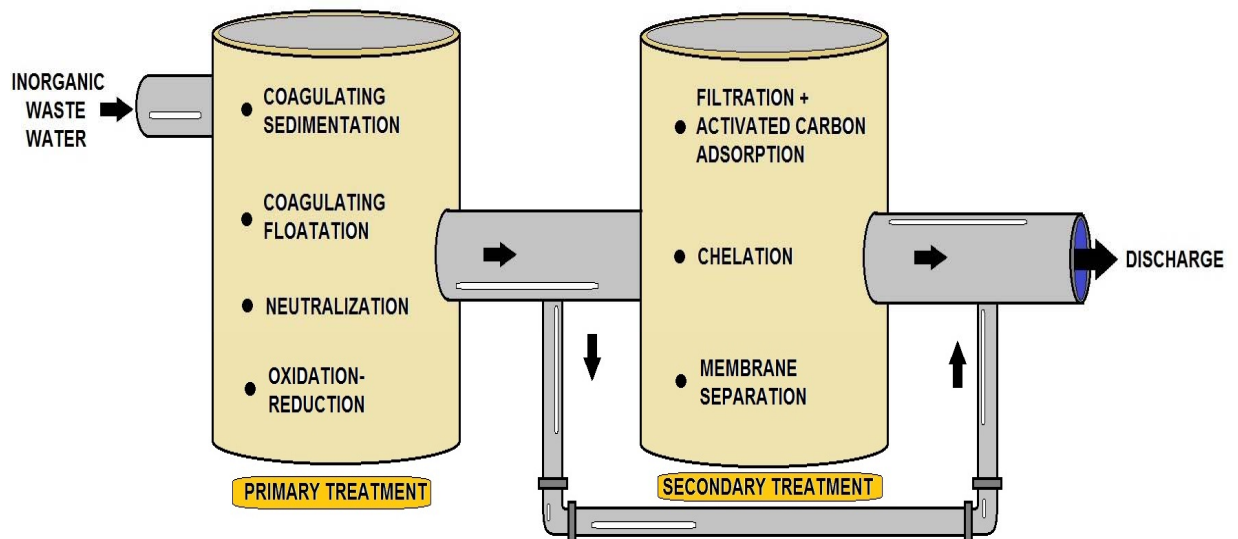 INORGANIC
WASTE
WATER
COAGULATING
SEDIMENTATION
COAGULATING
FLOATATION
NEUTRALIZATION
OXIDATION-
REDUCTION
PRIMARY TREATMENT
FILTRATION +
ACTIVATED CARBON
ADSORPTION
CHELATION
MEMBRANE
SEPARATION
SECONDARY TREATMENT
DISCHARGE